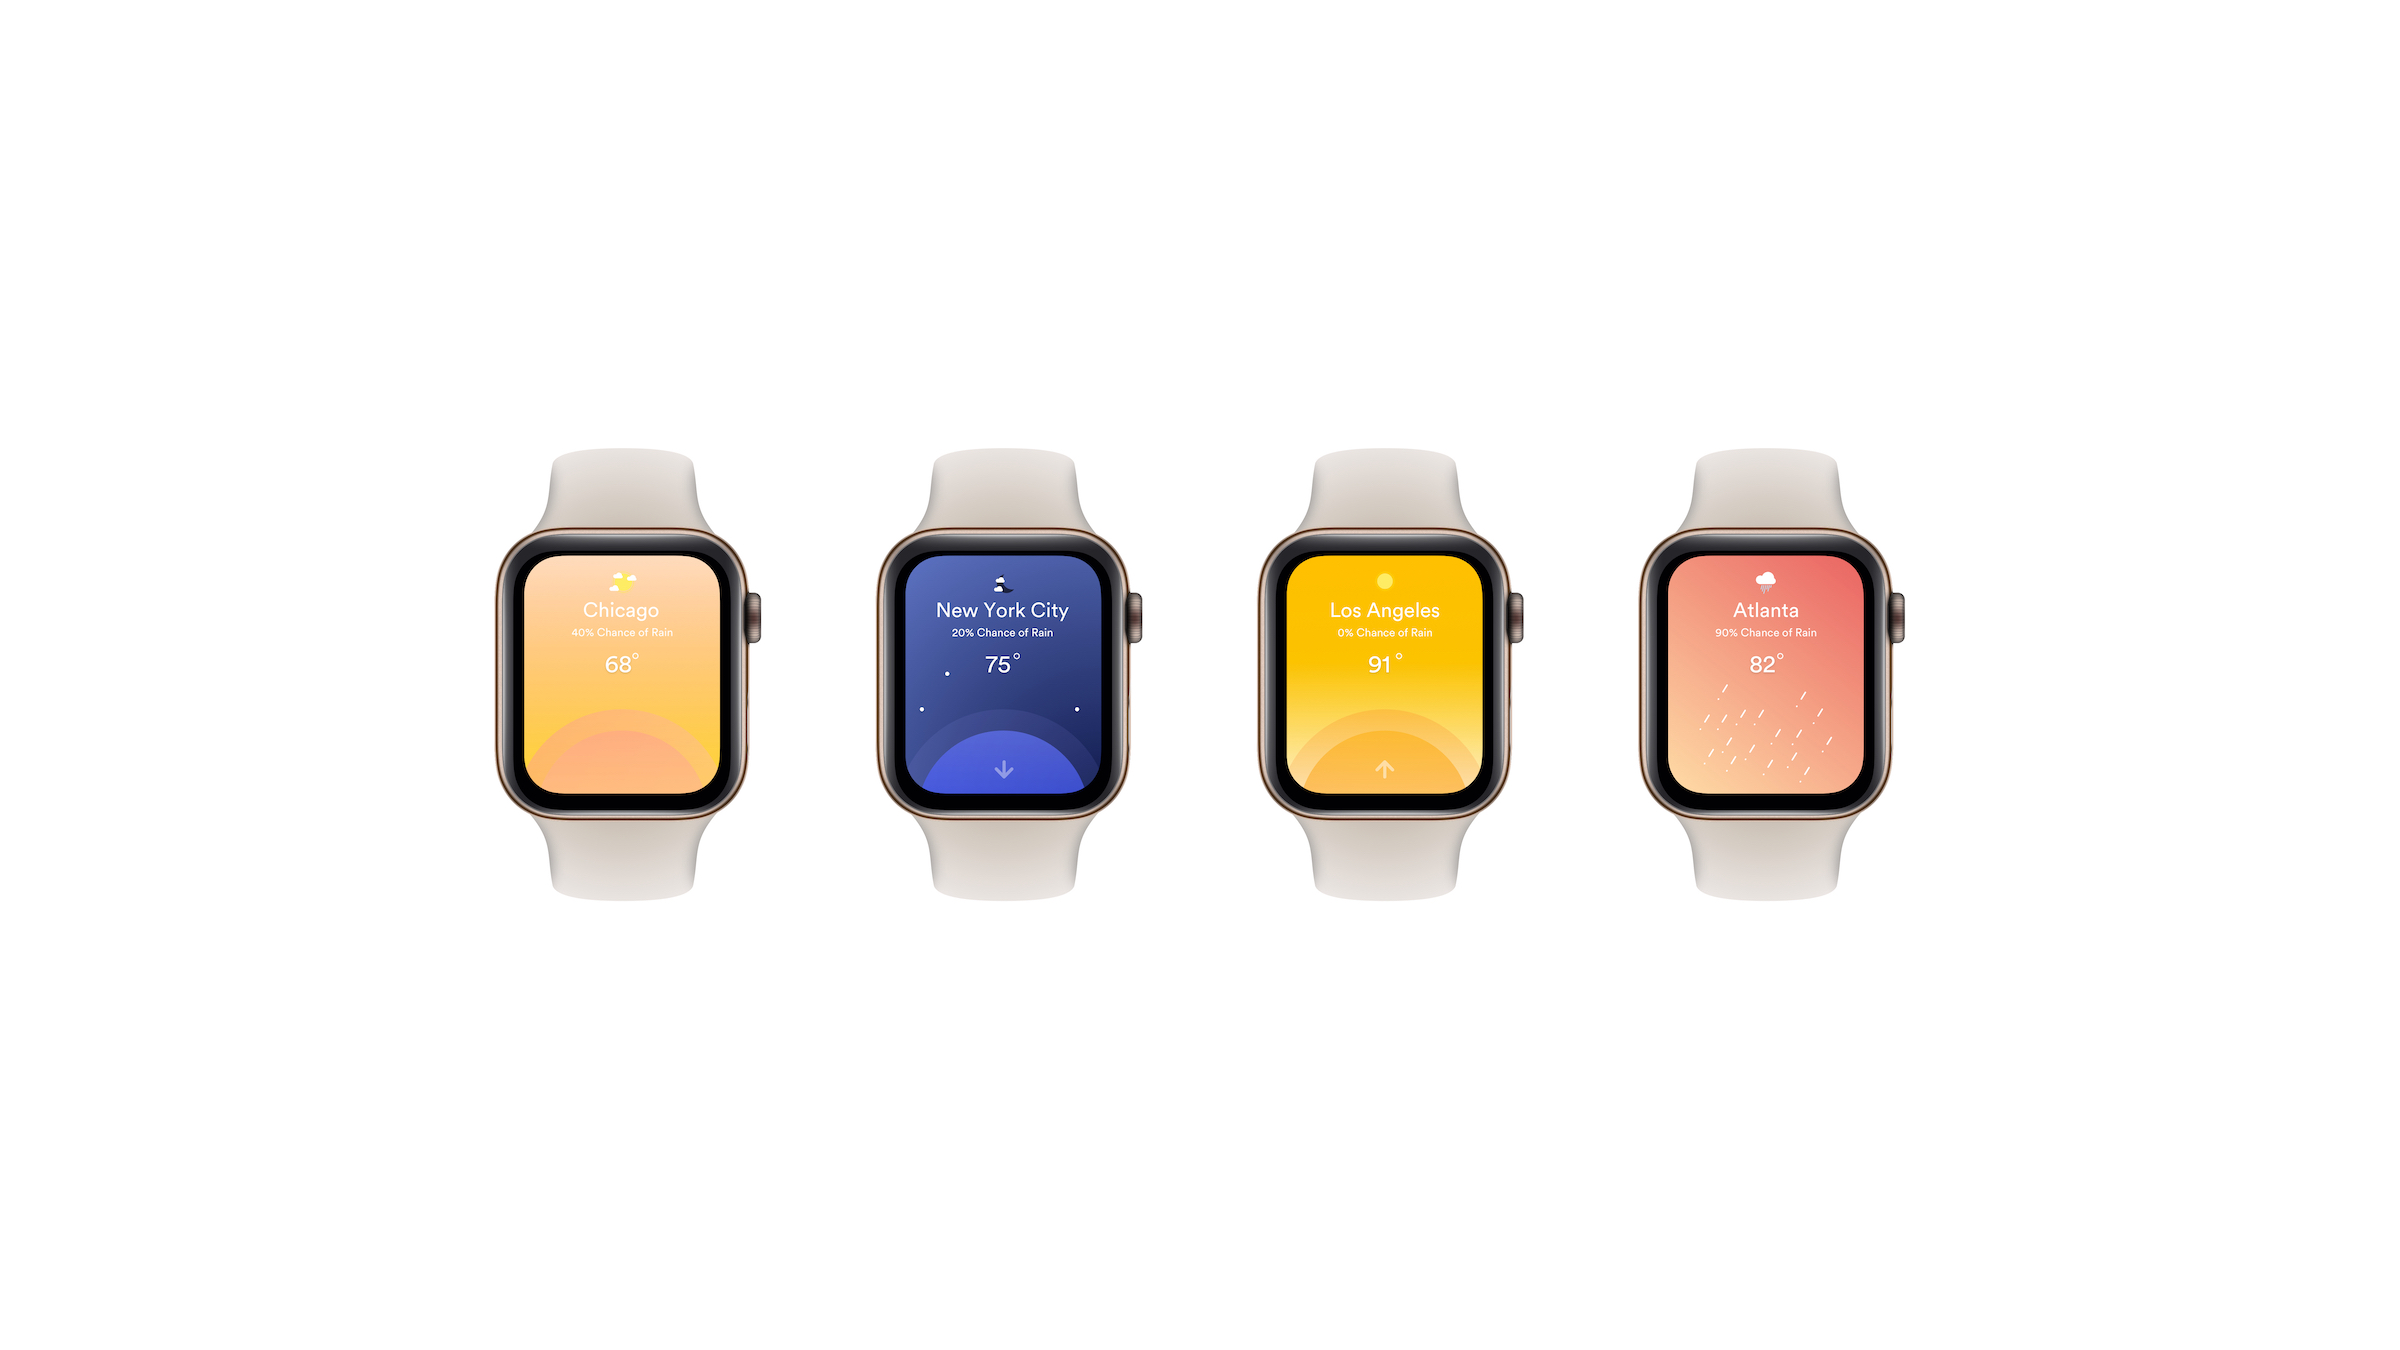 Chicago
40% Chance of Rain
68°
New York City
20% Chance of Rain
75°
Los Angeles
0% Chance of Rain
91°
Atlanta
90% Chance of Rain
82°